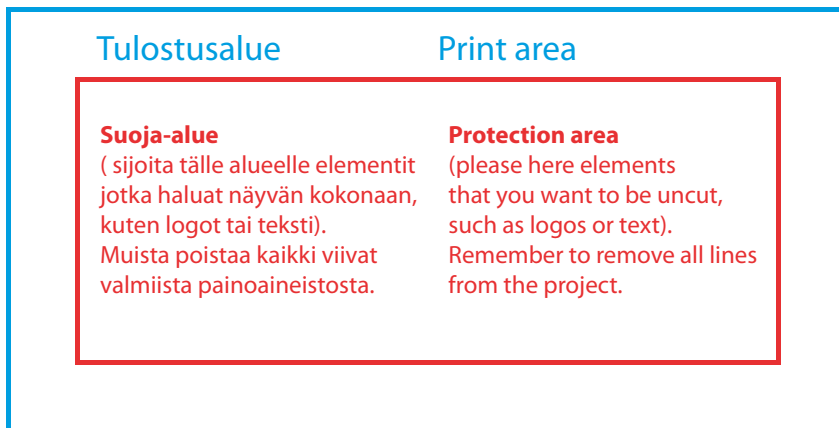 Tulostusalue
Print area
Suoja-alue
( sijoita tälle alueelle elementit
jotka haluat näyvän kokonaan,
kuten logot tai teksti).
Muista poistaa kaikki viivat
valmiista painoaineistosta.
Protection area
(please here elements
that you want to be uncut,
such as logos or text).
Remember to remove all lines
from the project.